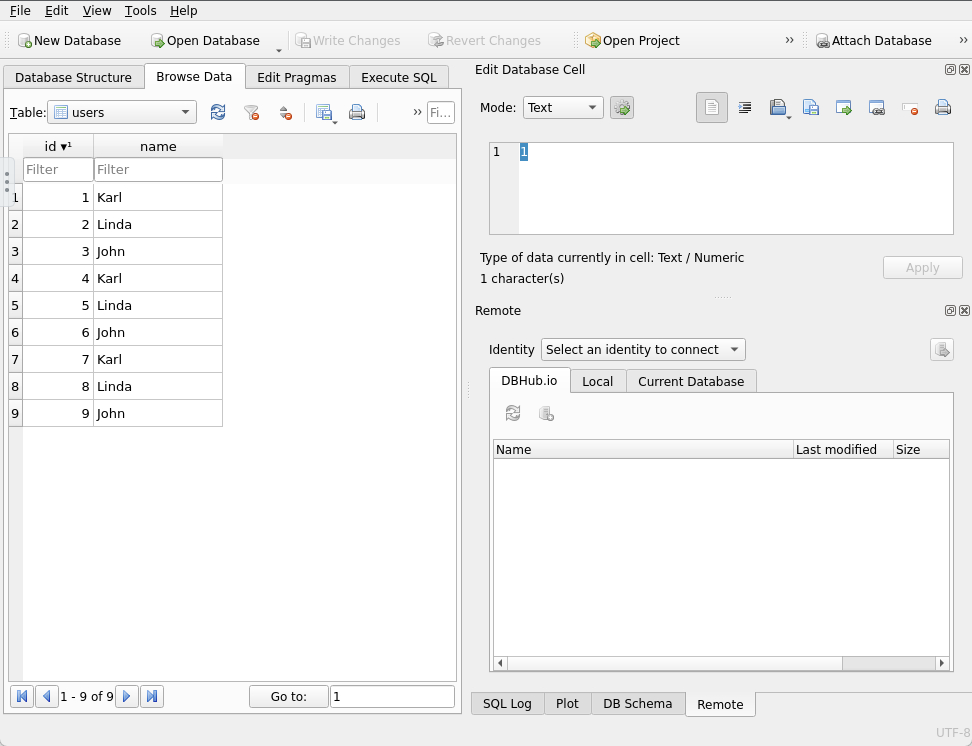 File Edit View Tools Help
New Database Open Database Write Changes Revert Changes Open Project » Attach Database »
Database Structure Browse Data Edit Pragmas Execute SQL
Table: users » Fi...
id ▾¹ name
Filter Filter
1 1 Karl
2 2 Linda
3 3 John
4 4 Karl
5 5 Linda
6 6 John
7 7 Karl
8 8 Linda
9 9 John
1 - 9 of 9 Go to: 1
Edit Database Cell
Mode: Text
1 1
Type of data currently in cell: Text / Numeric
1 character(s)
Apply
Remote
Identity Select an identity to connect
DBHub.io Local Current Database
Name Last modified Size
SQL Log Plot DB Schema Remote
UTF-8